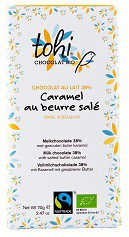 tohi
CHOCOLAT BIO
CHOCOLAT AU LAIT 38%
Caramel
au beurre salé
MADE IN BELGIUM
Melkchocolade 38%
met gezouten boter karamel
Milk chocolate 38%
with salted butter caramel
Vollmilchschokolade 38%
mit Karamell mit gesalzener Butter
Net Wg 70g e
2.47 oz
FAIRTRADE